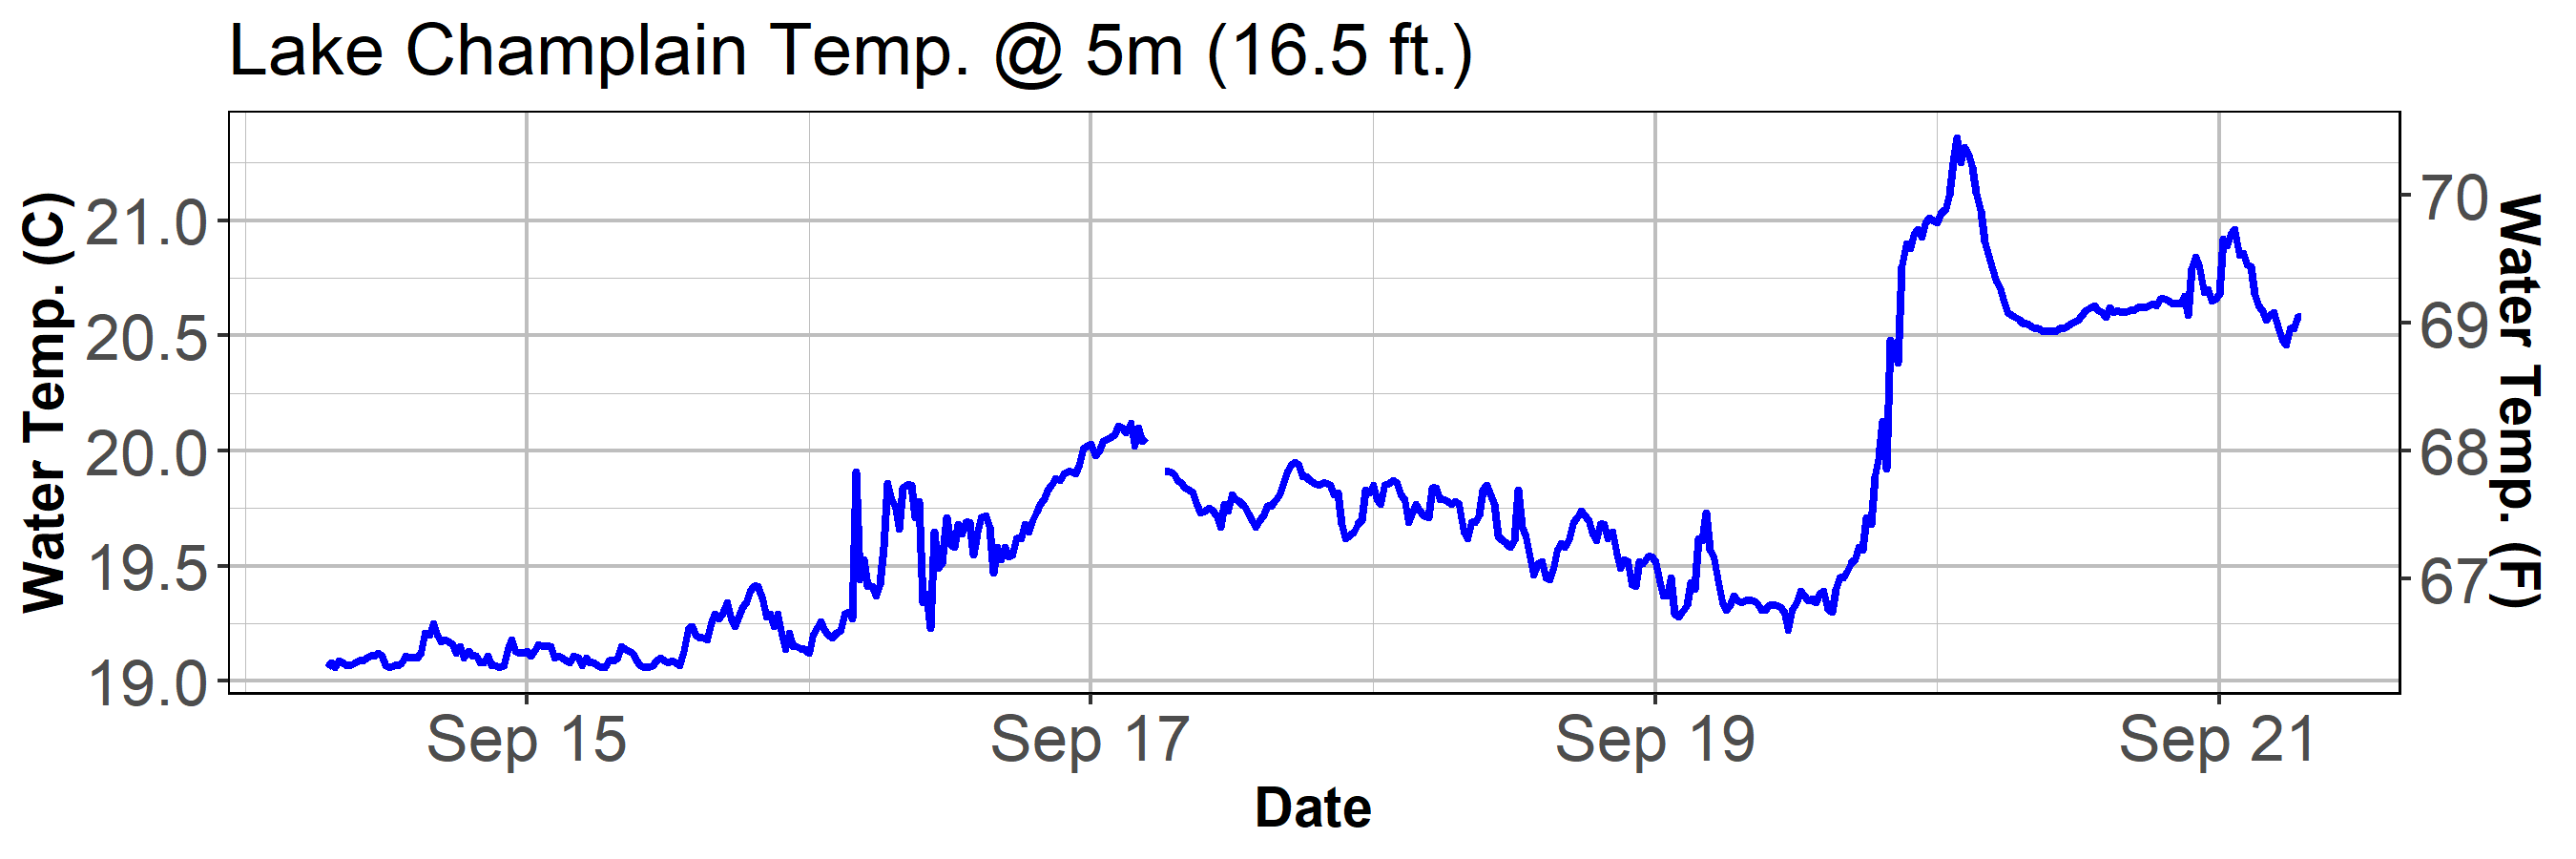 Lake Champlain Temp. @ 5m (16.5 ft.)
Water Temp. (C)
21.0
20.5
20.0
19.5
19.0
70
69
68
67
Water Temp. (F)
Sep 15 Sep 17 Sep 19 Sep 21
Date